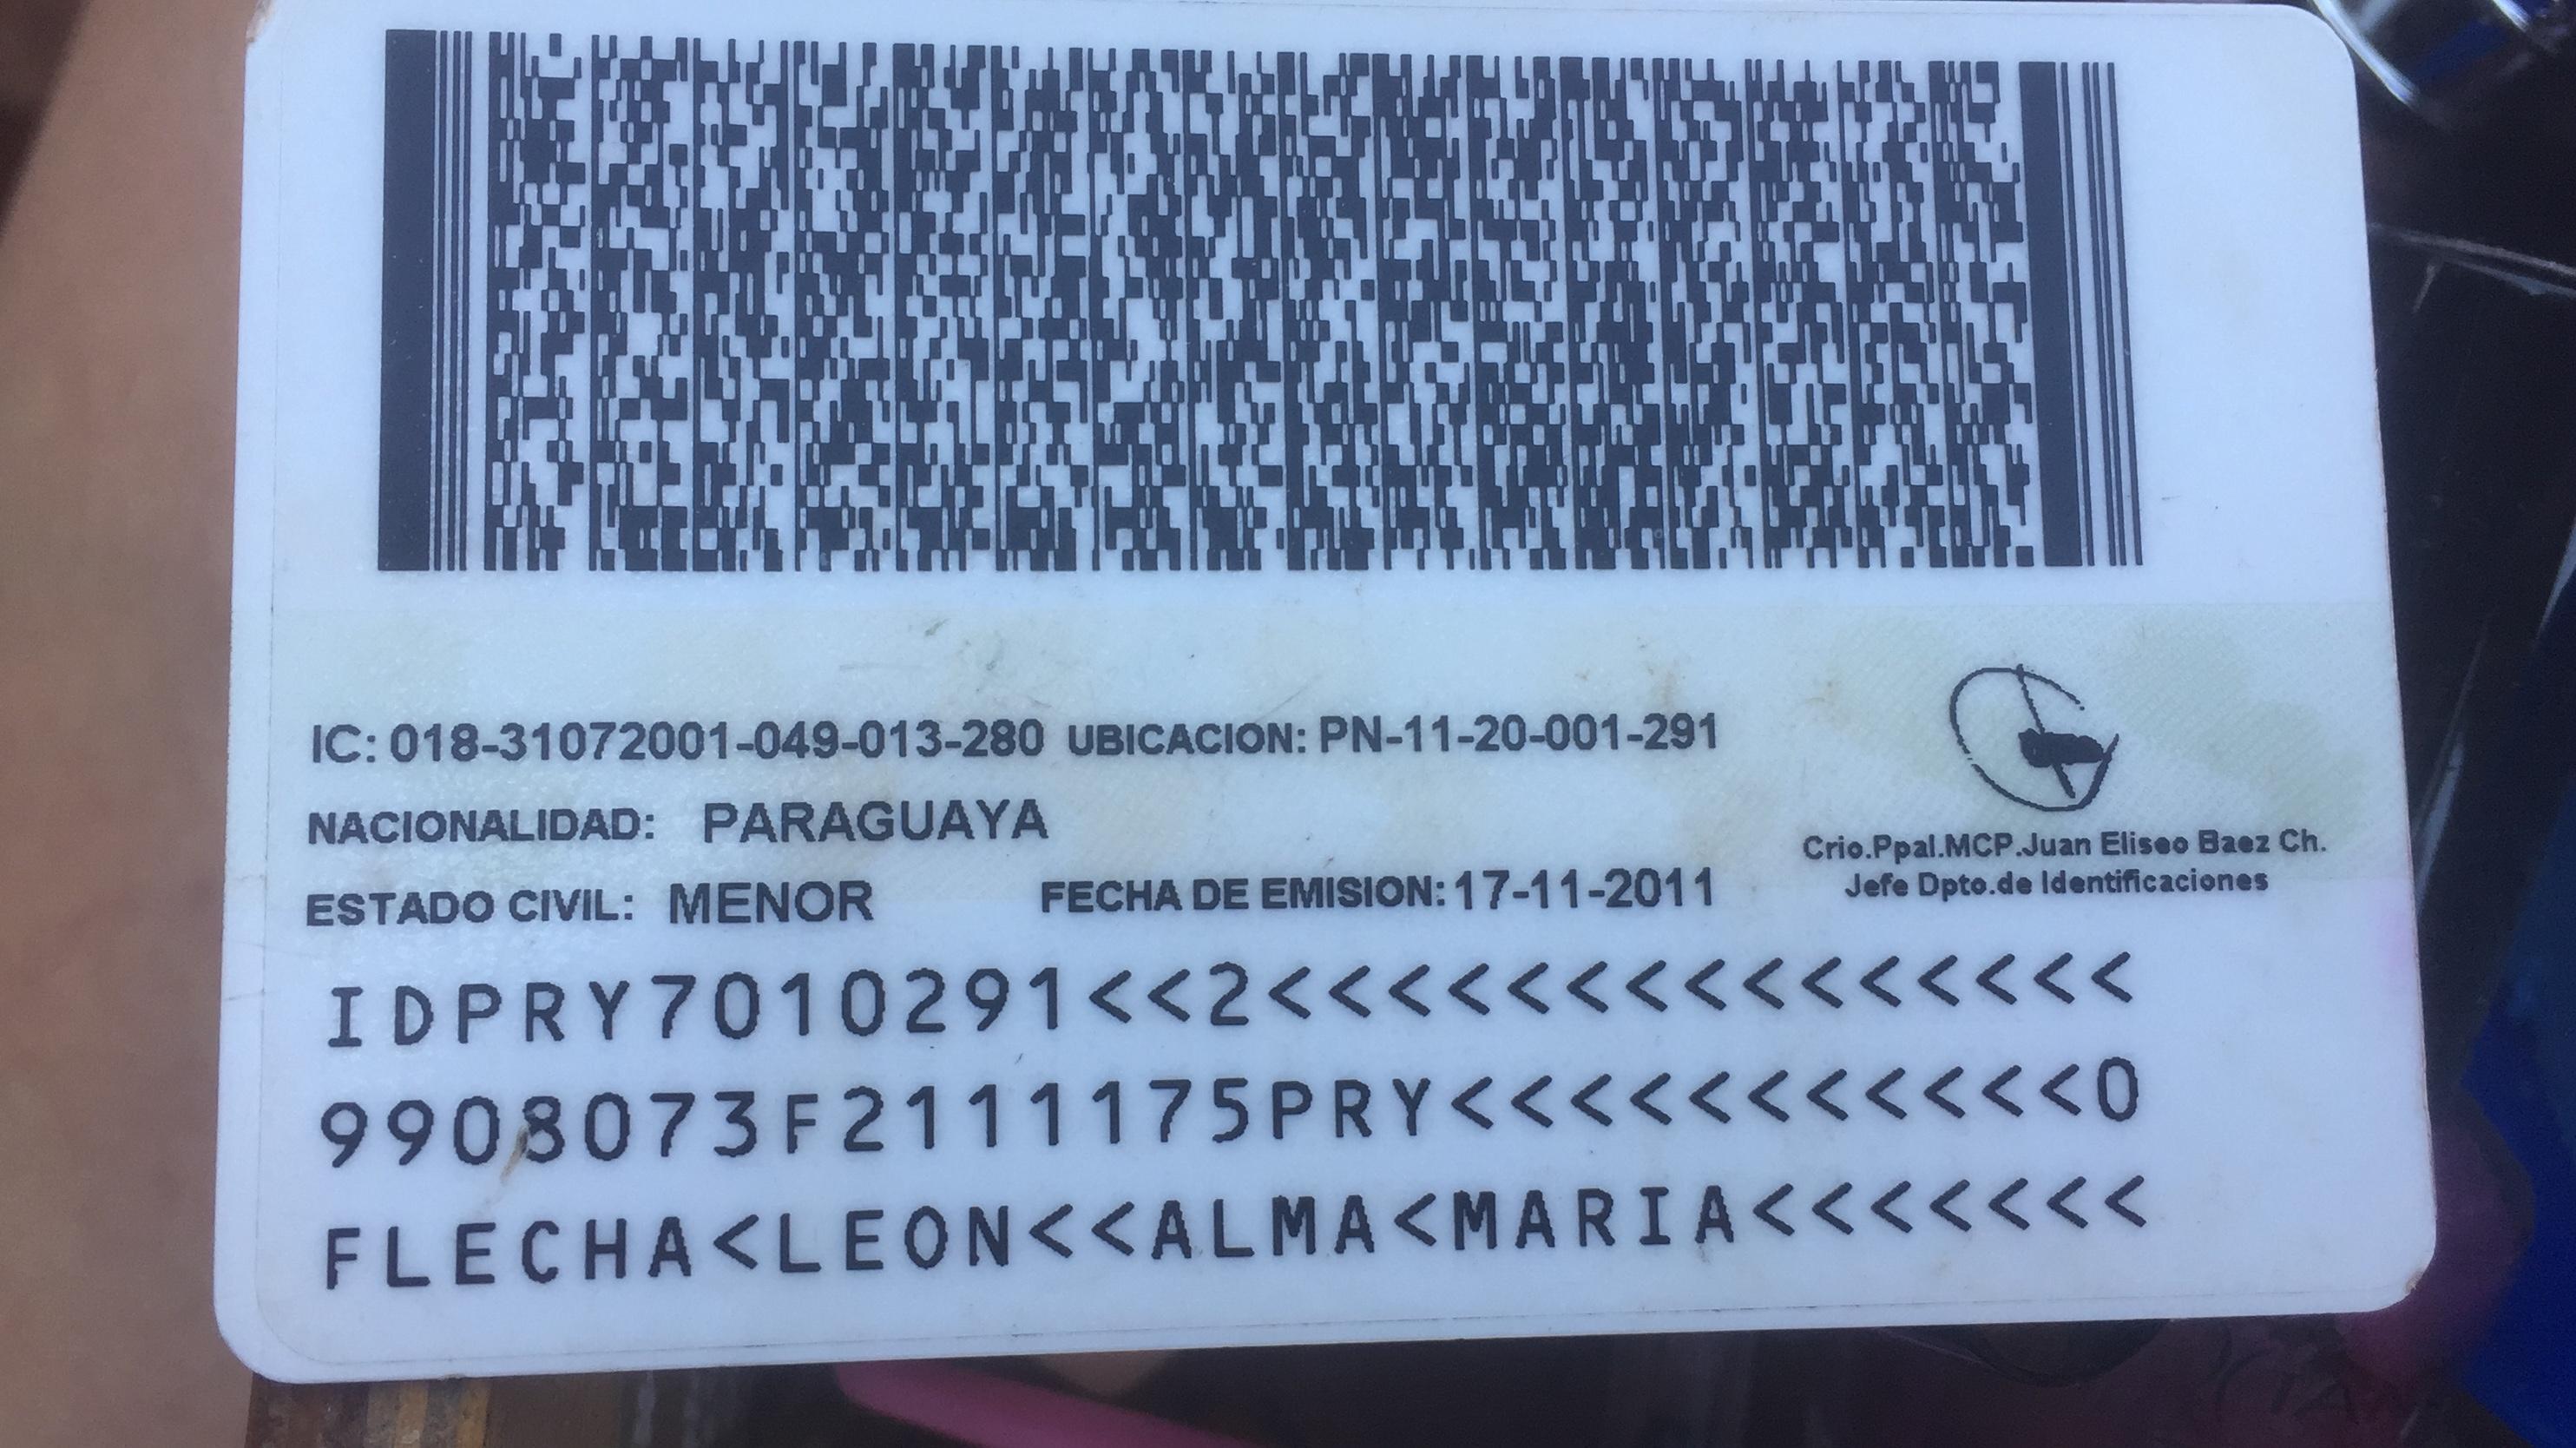 IC: 018-31072001-049-013-280 UBICACION: PN-11-20-001-291
NACIONALIDAD: PARAGUAYA
ESTADO CIVIL: MENOR FECHA DE EMISION: 17-11-2011
Crio.Ppal.MCP.Juan Eliseo Baez Ch.
Jefe Dpto.de Identificaciones
IDPRY7010291<<2<<<<<<<<<<<<<<<
9908073F2111175PRY<<<<<<<<<<<0
FLECHA<LEON<<ALMA<MARIA<<<<<<<